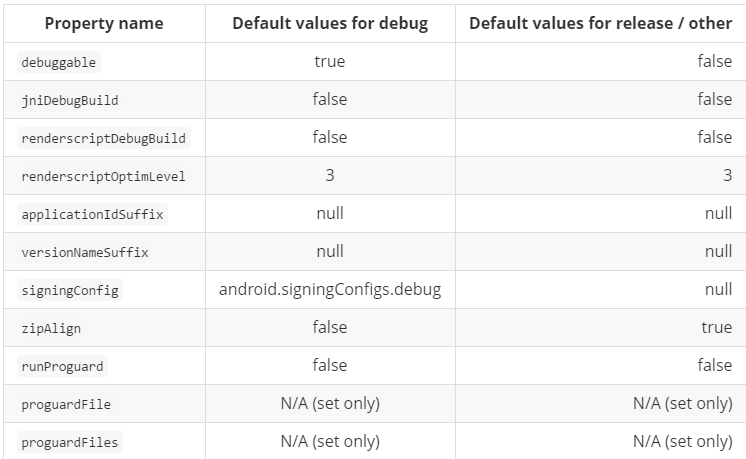 Property name Default values for debug Default values for release / other
debuggable true false
jniDebugBuild false false
renderscriptDebugBuild false false
renderscriptOptimLevel 3 3
applicationIdSuffix null null
versionNameSuffix null null
signingConfig android.signingConfigs.debug null
zipAlign false true
runProguard false false
proguardFile N/A (set only) N/A (set only)
proguardFiles N/A (set only) N/A (set only)